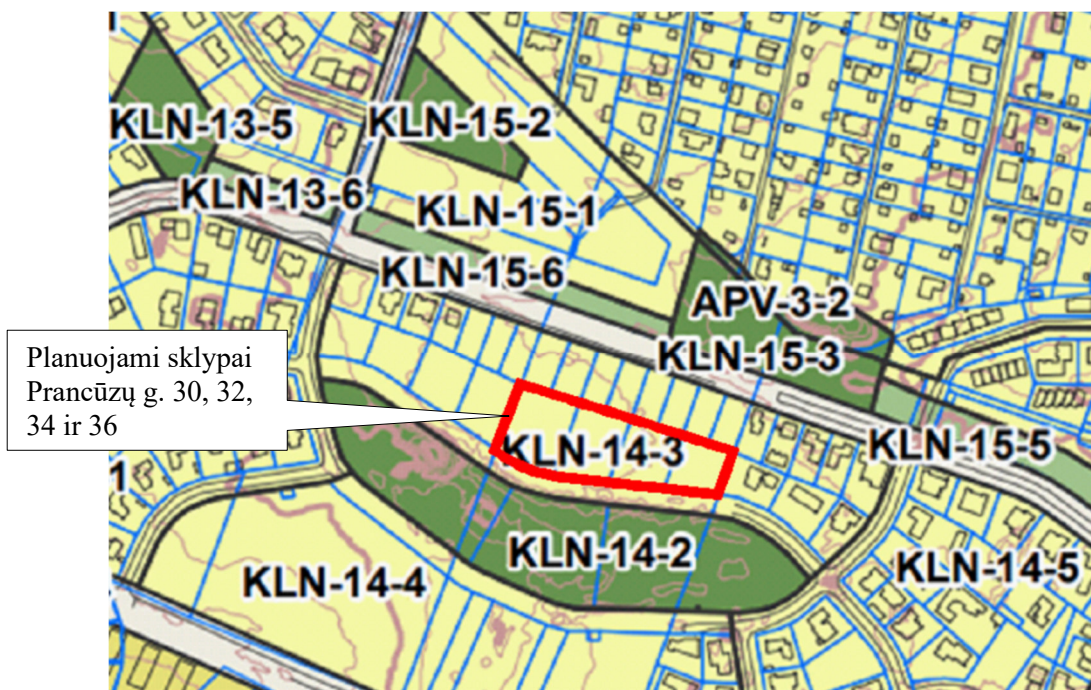 KLN-13-5
KLN-15-2
KLN-13-6
KLN-15-1
KLN-15-6
APV-3-2
KLN-15-3
Planuojami sklypai
Prancūzų g. 30, 32,
34 ir 36
KLN-14-3
KLN-15-5
1
KLN-14-2
KLN-14-4
KLN-14-5